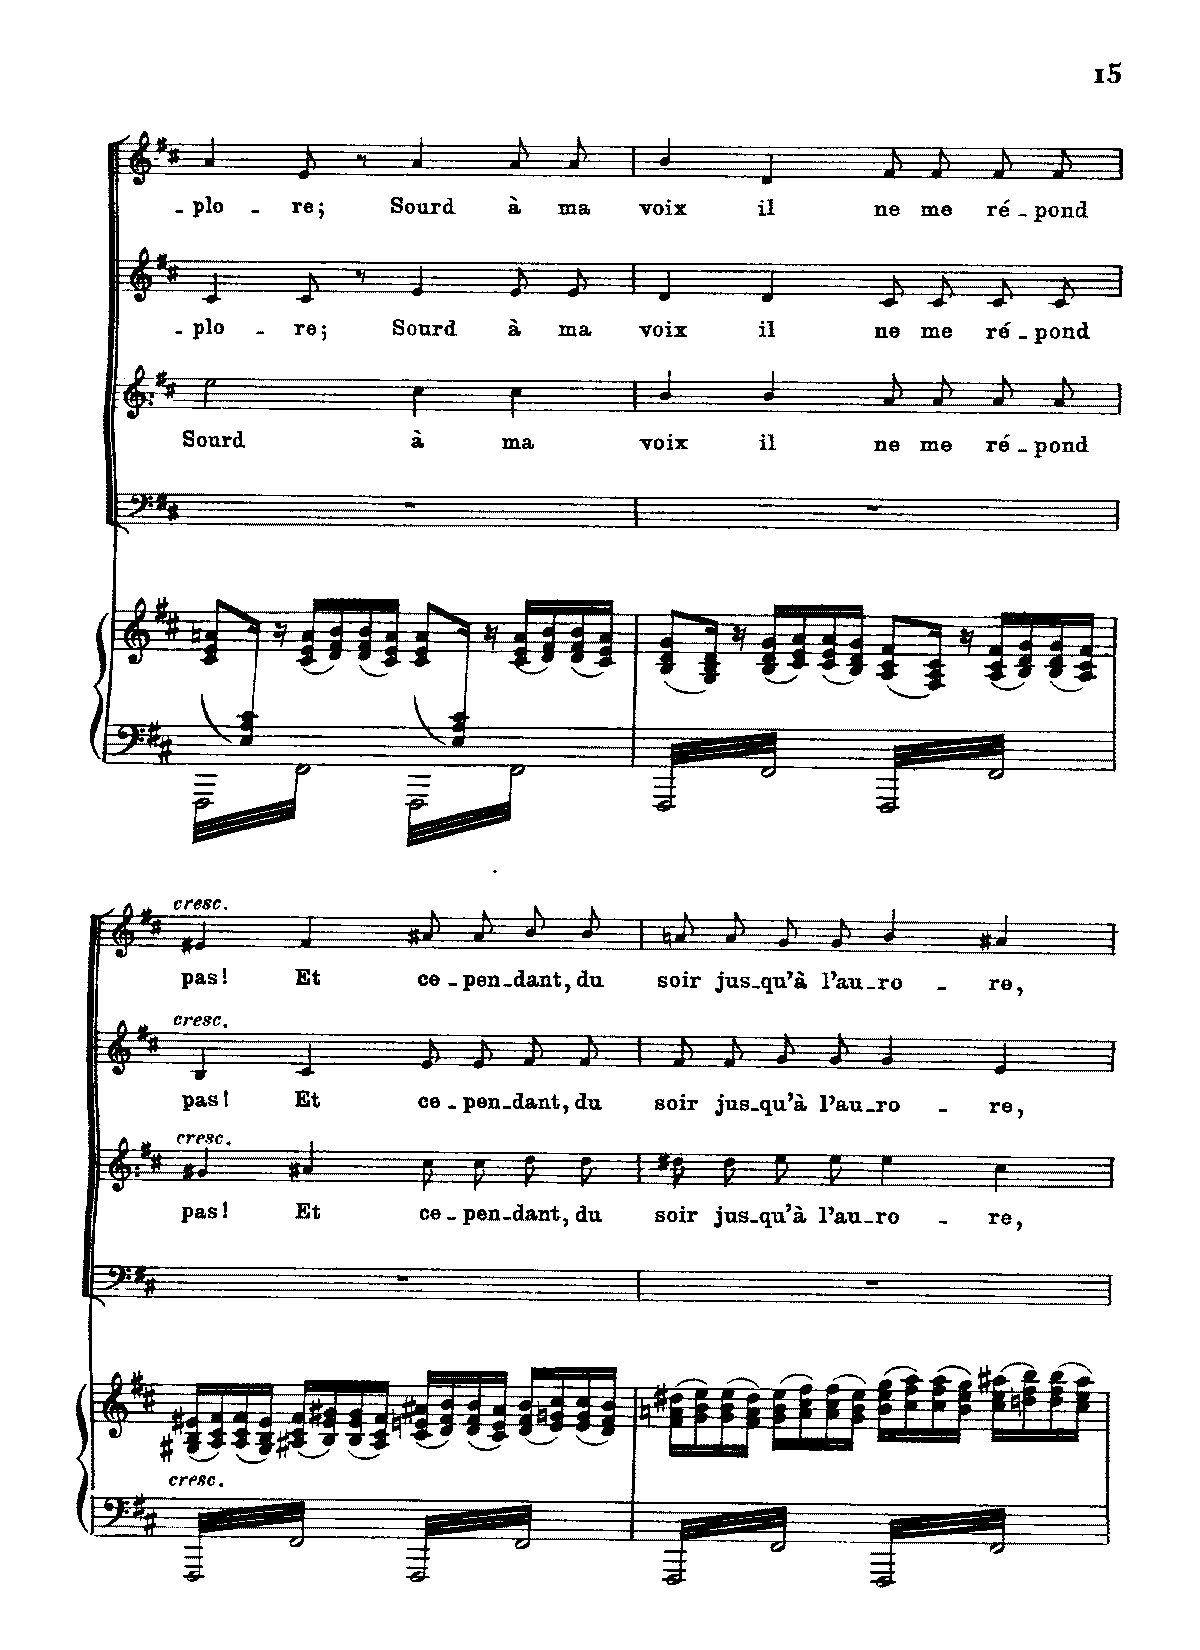 15
- plo - re; Sourd à ma voix il ne me ré - pond
- plo - re; Sourd à ma voix il ne me ré - pond
Sourd à ma voix il ne me ré - pond
cresc.
pas! Et ce - pen - dant, du soir jus - qu'à l'au - ro - re,
cresc.
pas! Et ce - pen - dant, du soir jus - qu'à l'au - ro - re,
cresc.
pas! Et ce - pen - dant, du soir jus - qu'à l'au - ro - re,
cresc.